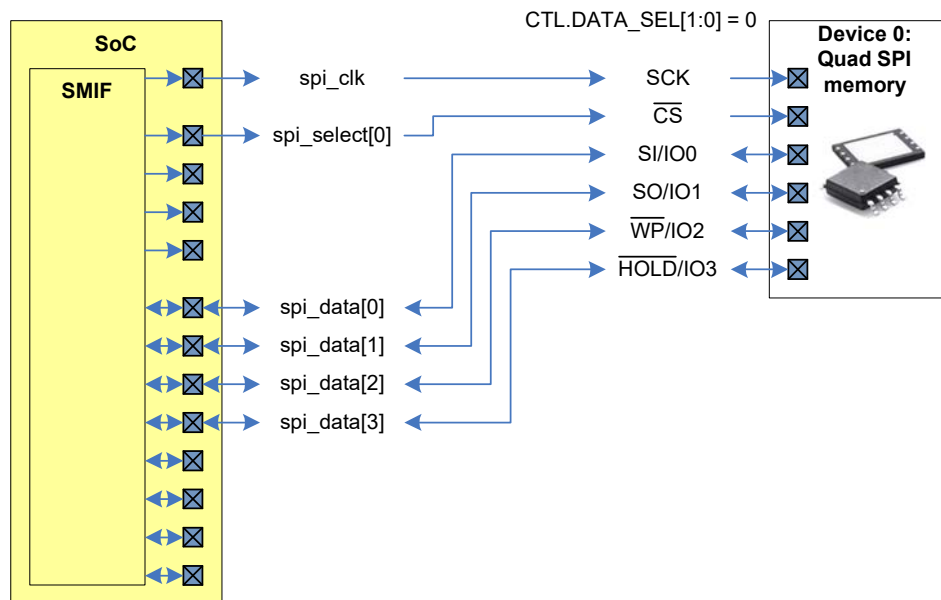 CTL.DATA_SEL[1:0] = 0
SoC
SMIF
Device 0:
Quad SPI
memory
spi_clk
SCK
spi_select[0]
CS
SI/IO0
SO/IO1
WP/IO2
HOLD/IO3
spi_data[0]
spi_data[1]
spi_data[2]
spi_data[3]